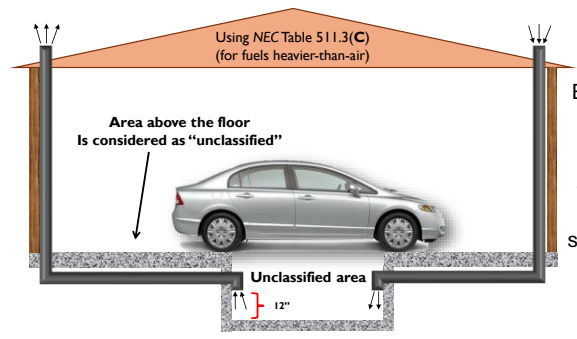 Using NEC Table 511.3(C)
(for fuels heavier-than-air)
E
Area above the floor
Is considered as “unclassified”
s
Unclassified area
12”